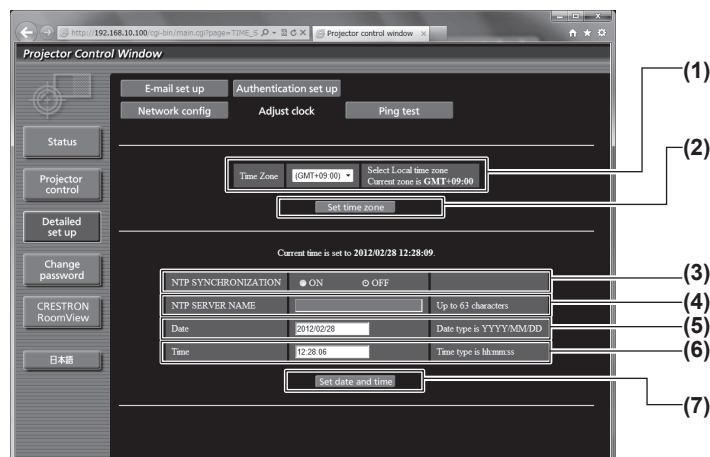 http://192.168.10.100/cgi-bin/main.cgi?page=TIME_S
Projector control window
Projector Control Window
E-mail set up
Authentication set up
Network config
Adjust clock
Ping test
Status
Projector
control
Detailed
set up
Change
password
CRESTRON
RoomView
日本語
Time Zone
(GMT+09:00)
Select Local time zone
Current zone is GMT+09:00
Set time zone
Current time is set to 2012/02/28 12:28:09.
NTP SYNCHRONIZATION ON OFF
NTP SERVER NAME Up to 63 characters
Date 2012/02/28 Date type is YYYY/MM/DD
Time 12:28:06 Time type is hh:mm:ss
Set date and time
(1)
(2)
(3)
(4)
(5)
(6)
(7)